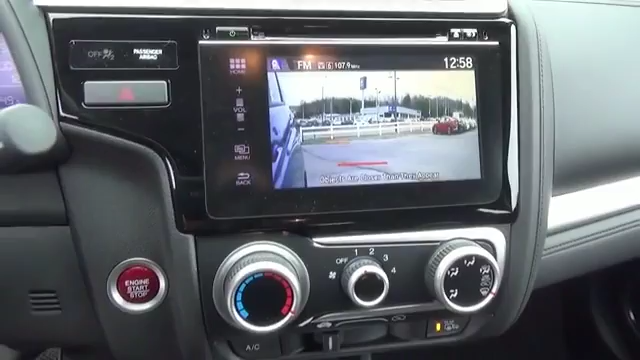 OFF
PASSENGER
AIRBAG
HOME
FM
107.9
12:58
VOL
MENU
BACK
Objects Are Closer Than They Appear
OFF 1 2 3 4
ENGINE
START
STOP
A/C